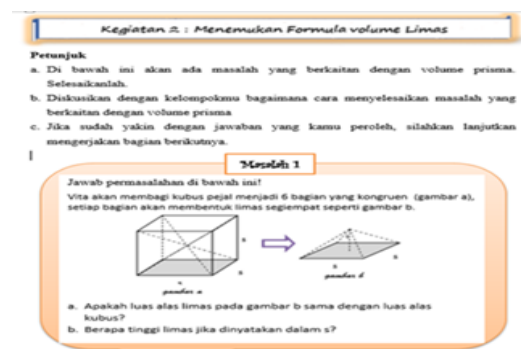 Kegiatan 2 : Menemukan Formula volume Limas
Petunjuk
a. Di bawah ini akan ada masalah yang berkaitan dengan volume prisma.
Selesaikanlah.
b. Diskusikan dengan kelompokmu bagaimana cara menyelesaikan masalah yang
berkaitan dengan volume prisma
c. Jika sudah yakin dengan jawaban yang kamu peroleh, silahkan lanjutkan
mengerjakan bagian berikutnya.
Masalah 1
Jawab permasalahan di bawah ini!
Vita akan membagi kubus pejal menjadi 6 bagian yang kongruen (gambar a),
setiap bagian akan membentuk limas segiempat seperti gambar b.
s
s
s
s
s
gambar a
gambar b
a. Apakah luas alas limas pada gambar b sama dengan luas alas
kubus?
b. Berapa tinggi limas jika dinyatakan dalam s?